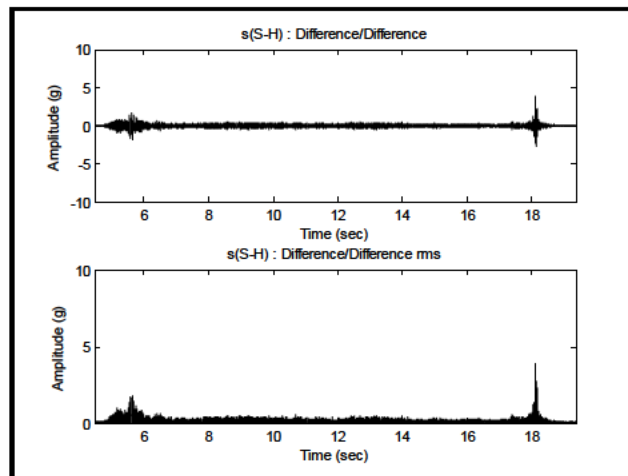 s(S-H) : Difference/Difference
10
5
0
-5
-10
Amplitude (g)
6 8 10 12 14 16 18
Time (sec)
s(S-H) : Difference/Difference rms
10
5
0
Amplitude (g)
6 8 10 12 14 16 18
Time (sec)